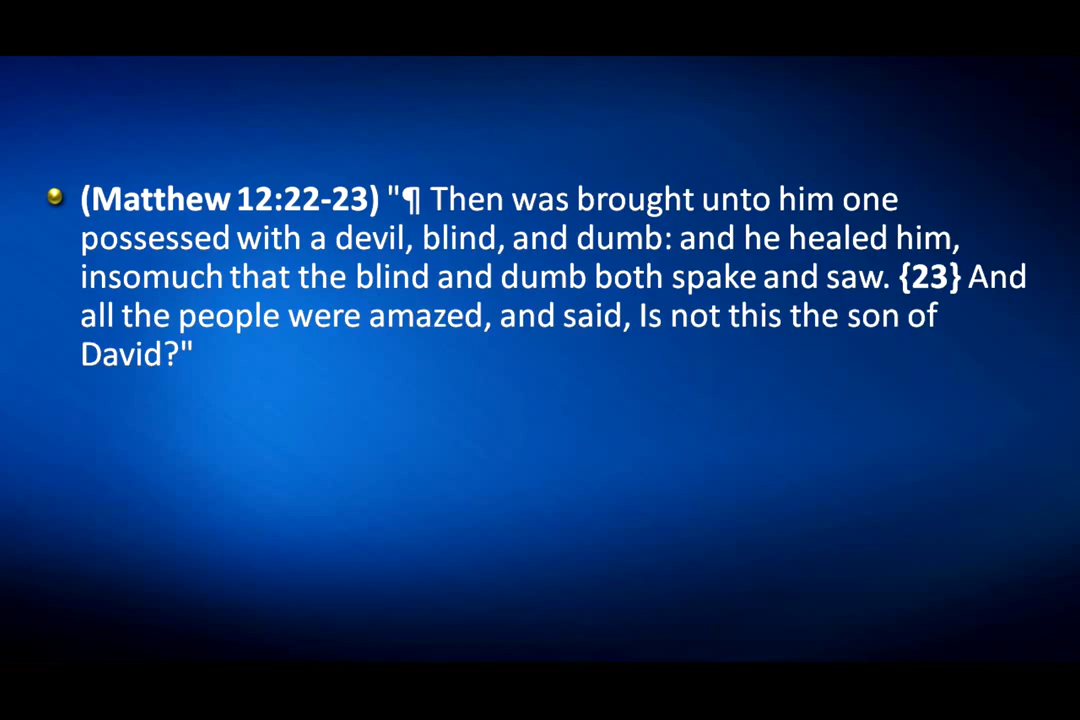 (Matthew 12:22-23) "¶ Then was brought unto him one
possessed with a devil, blind, and dumb: and he healed him,
insomuch that the blind and dumb both spake and saw. {23} And
all the people were amazed, and said, Is not this the son of
David?"